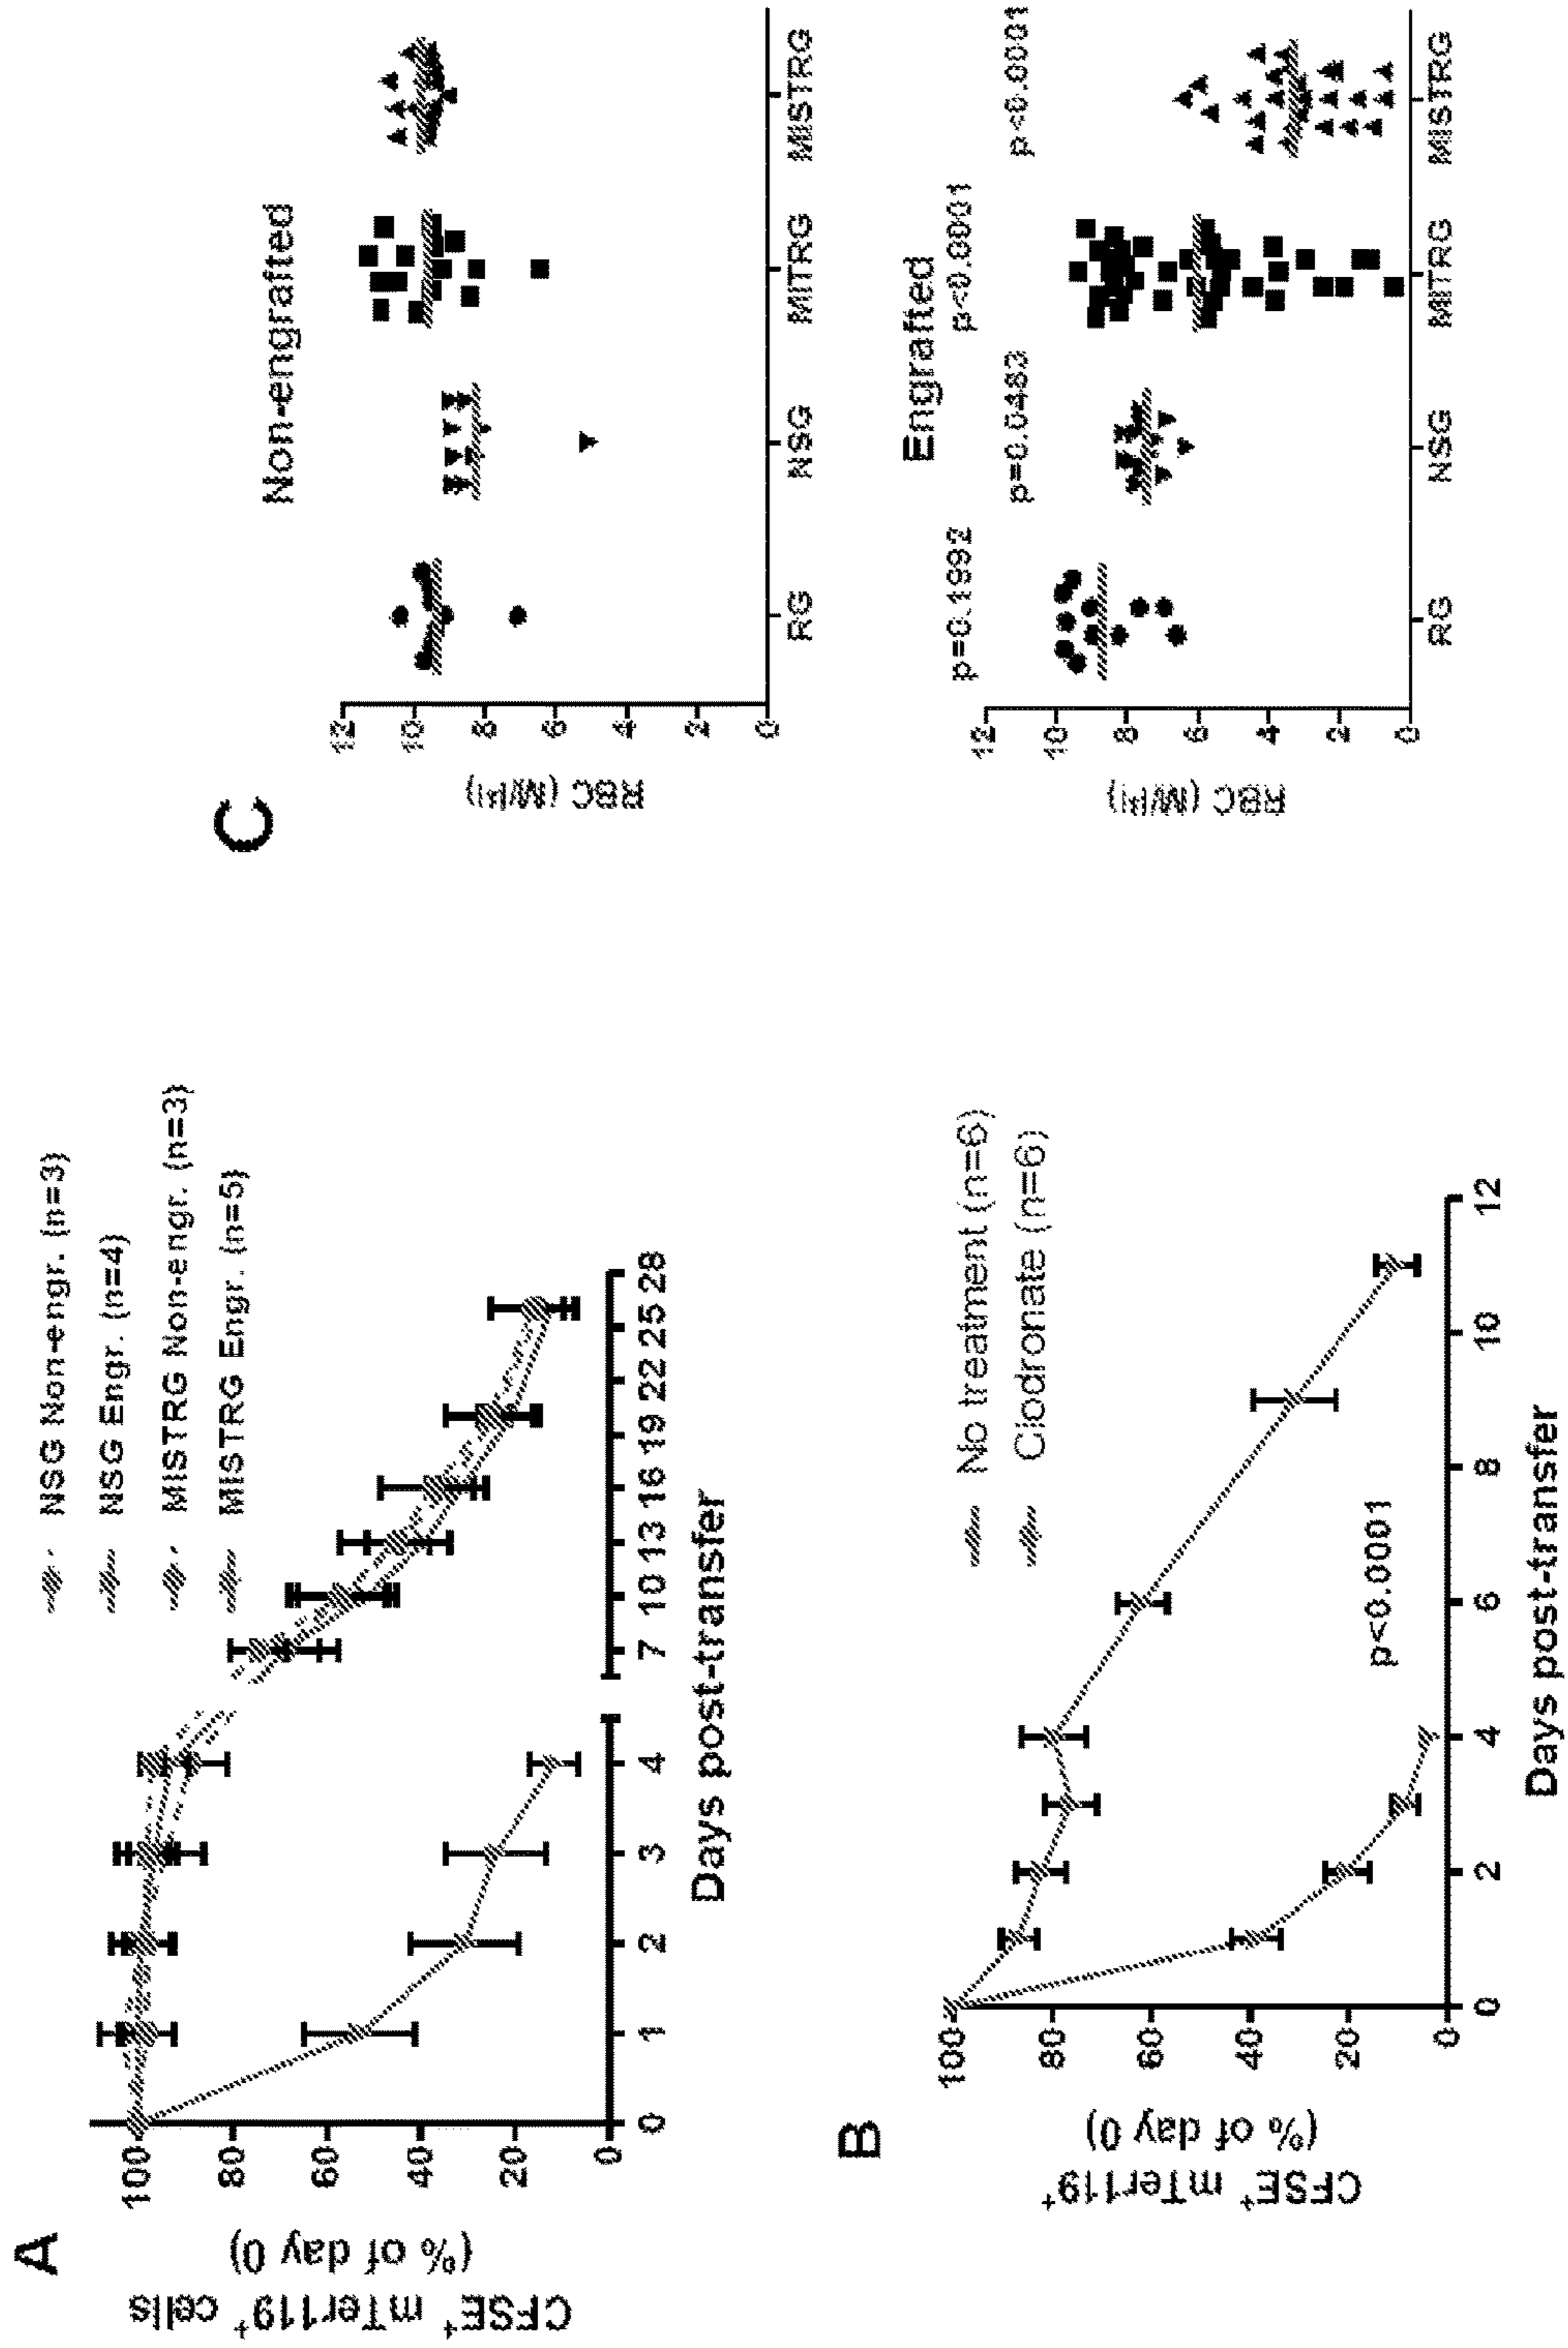 A
CFSE⁺ mTer119⁺ cells
(% of day 0)
100
80
60
40
20
0
0 1 2 3 4 7 10 13 16 19 22 25 28
Days post-transfer
NSG Non-engr. (n=3)
NSG Engr. (n=4)
MISTRG Non-engr. (n=3)
MISTRG Engr. (n=5)
B
CFSE⁺ mTer119⁺
(% of day 0)
100
80
60
40
20
0
0 2 4 6 8 10 12
Days post-transfer
No treatment (n=6)
Clodronate (n=6)
p<0.0001
C
Non-engrafted
RBC (M/µl)
12
10
8
6
4
2
0
RG NSG MITRG MISTRG
Engrafted
p=0.1992 p=0.0483 p<0.0001 p<0.0001
RBC (M/µl)
12
10
8
6
4
2
0
RG NSG MITRG MISTRG